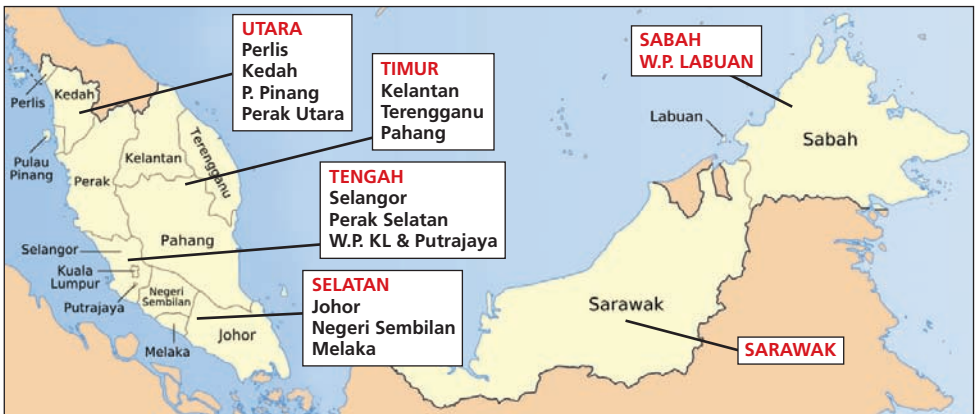 UTARA
Perlis
Kedah
P. Pinang
Perak Utara
TIMUR
Kelantan
Terengganu
Pahang
TENGAH
Selangor
Perak Selatan
W.P. KL & Putrajaya
SELATAN
Johor
Negeri Sembilan
Melaka
SABAH
W.P. LABUAN
SARAWAK
Perlis
Kedah
Pulau
Pinang
Perak
Kelantan
Terengganu
Pahang
Selangor
Kuala
Lumpur
Putrajaya
Negeri
Sembilan
Melaka
Johor
Labuan
Sabah
Sarawak